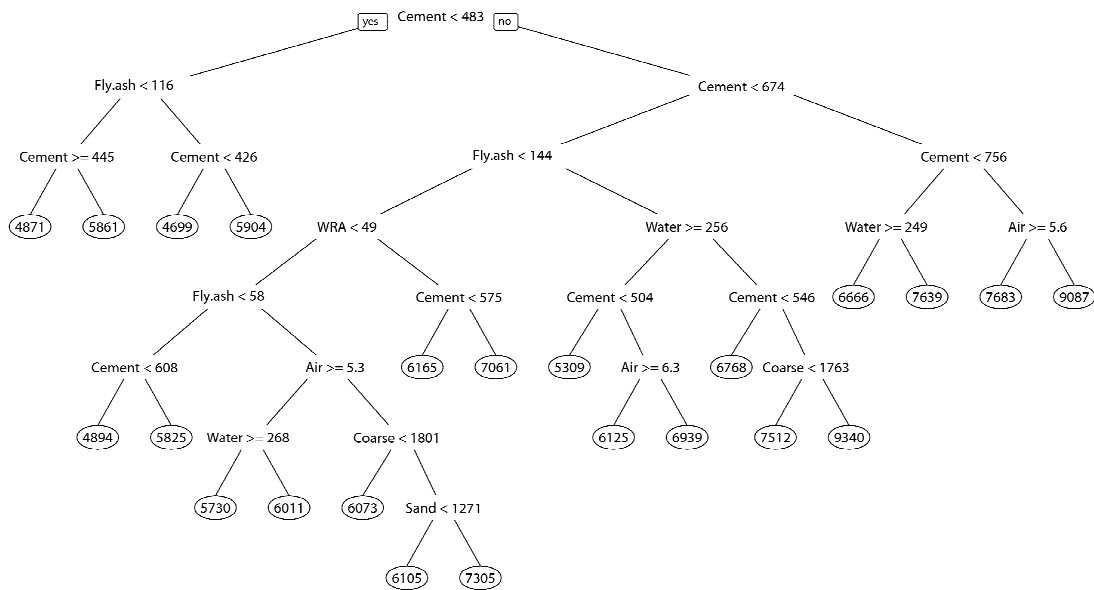 yes Cement < 483 no
Fly.ash < 116 Cement < 674
Cement >= 445 Cement < 426 Fly.ash < 144 Cement < 756
4871 5861 4699 5904 WRA < 49 Water >= 256 Water >= 249 Air >= 5.6
Fly.ash < 58 Cement < 575 Cement < 504 Cement < 546 6666 7639 7683 9087
Cement < 608 Air >= 5.3 6165 7061 5309 Air >= 6.3 6768 Coarse < 1763
4894 5825 Water >= 268 Coarse < 1801 6125 6939 7512 9340
5730 6011 6073 Sand < 1271
6105 7305